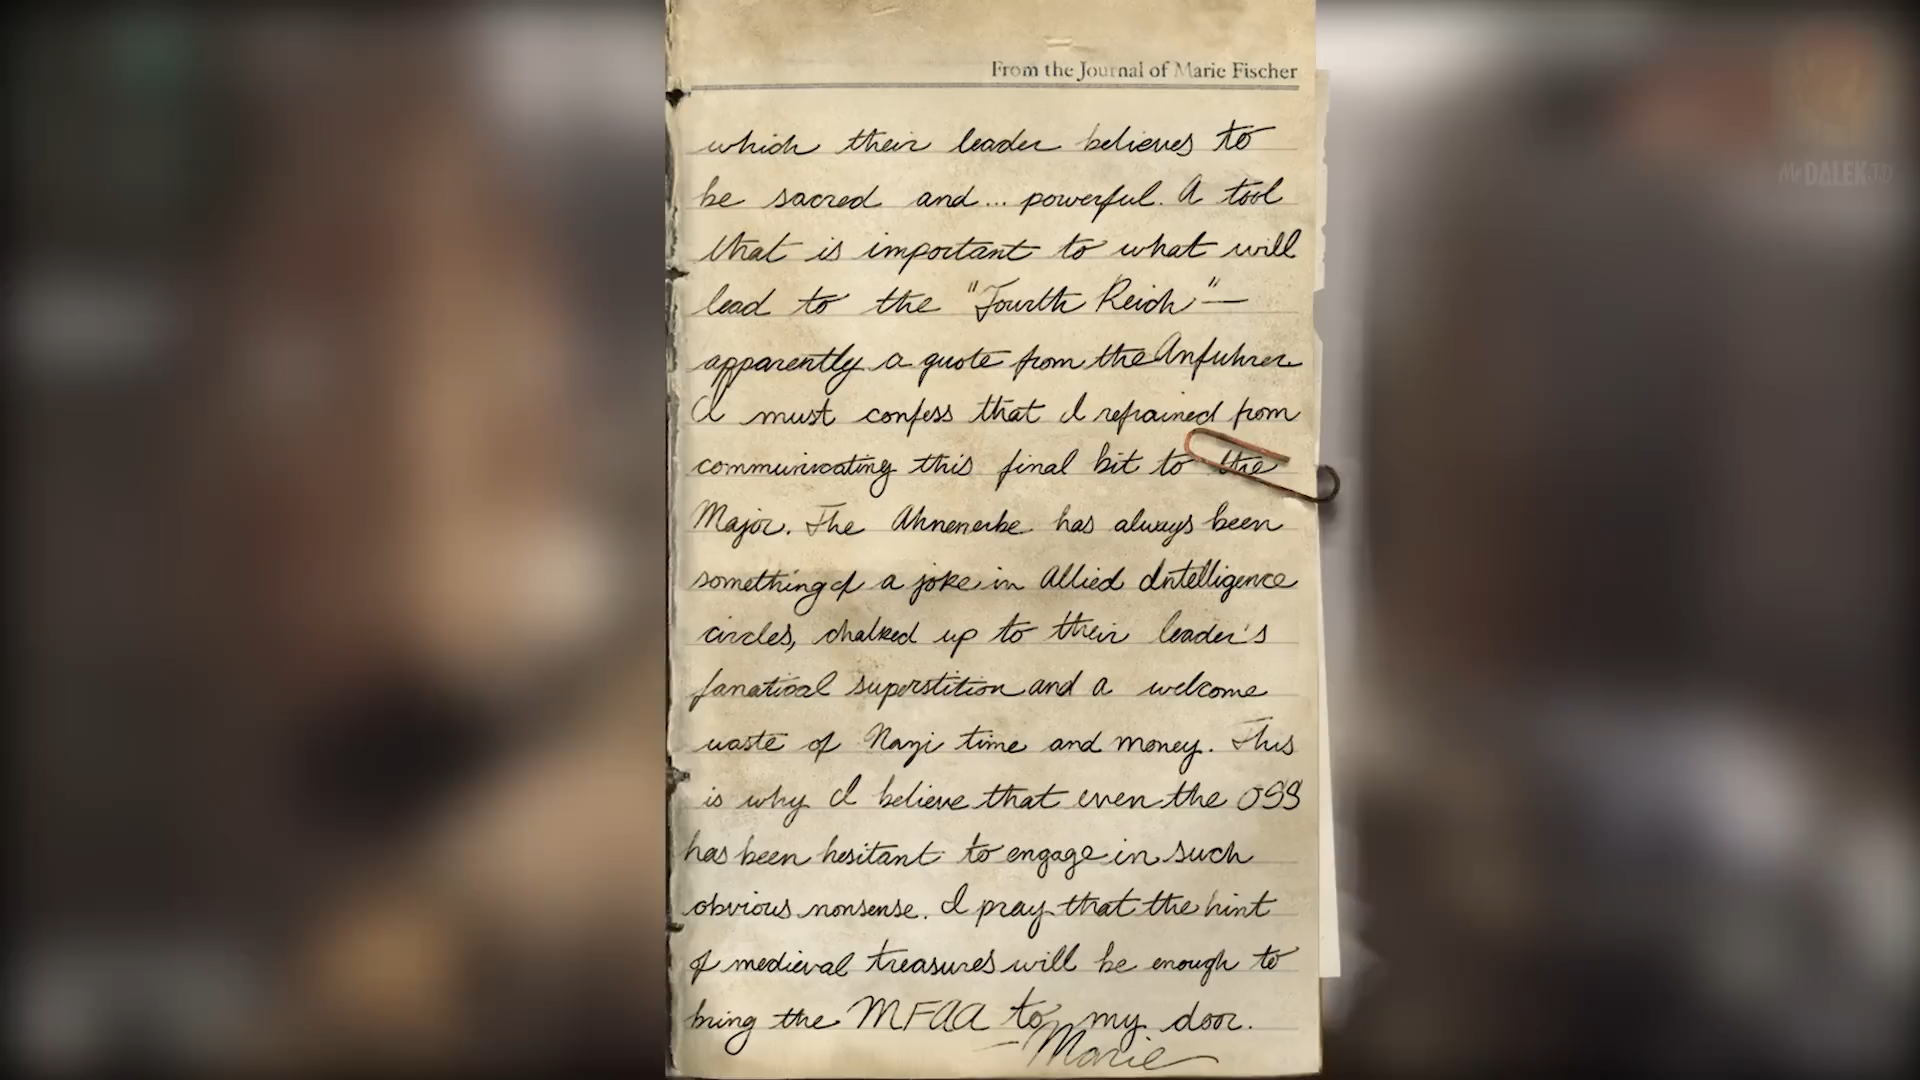 From the Journal of Marie Fischer
MrDALEKJD
which their leader believes to
be sacred and... powerful. A tool
that is important to what will
lead to the "Fourth Reich"—
apparently a quote from the Anfuhrer
I must confess that I refrained from
communicating this final bit to the
Major. The Ahnenerbe has always been
something of a joke in Allied Intelligence
circles, chalked up to their leader's
fanatical superstition and a welcome
waste of Nazi time and money. This
is why I believe that even the OSS
has been hesitant to engage in such
obvious nonsense. I pray that the hint
of medieval treasures will be enough to
bring the MFAA to my door.
—Marie